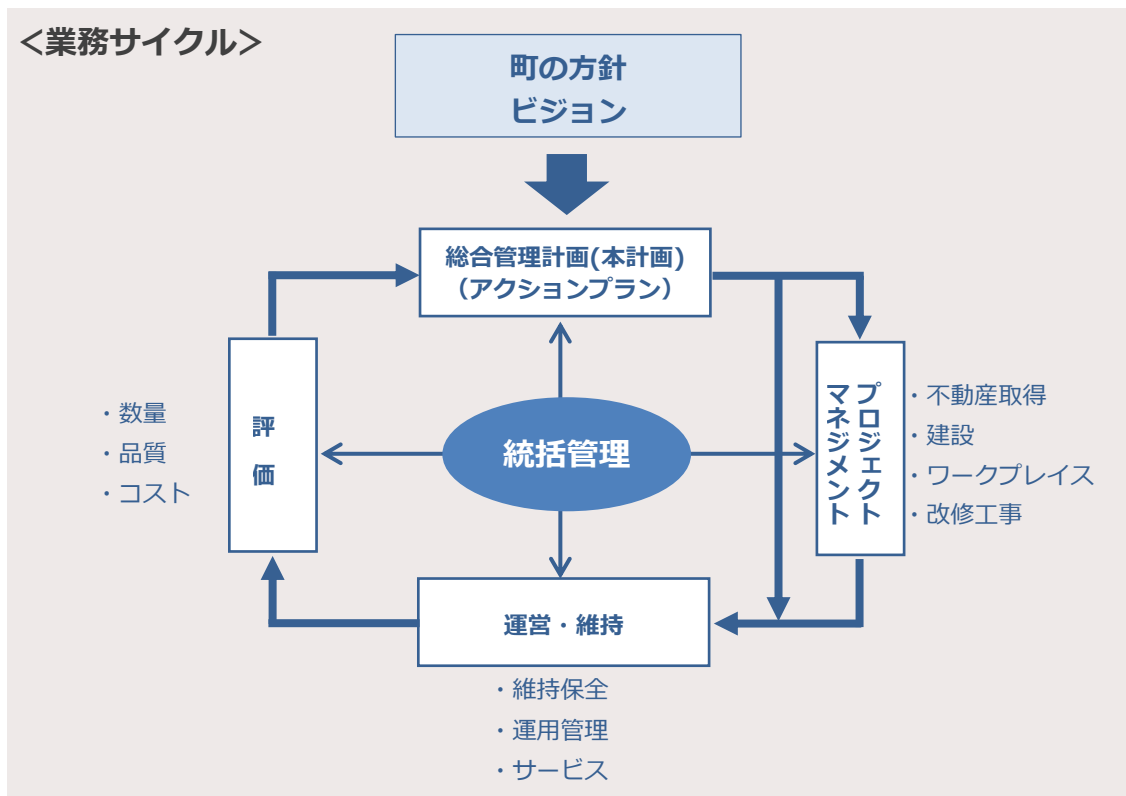 ＜業務サイクル＞
町の方針
ビジョン
総合管理計画(本計画)
（アクションプラン）
プロジェクト
マネジメント
・不動産取得
・建設
・ワークプレイス
・改修工事
評価
・数量
・品質
・コスト
統括管理
運営・維持
・維持保全
・運用管理
・サービス